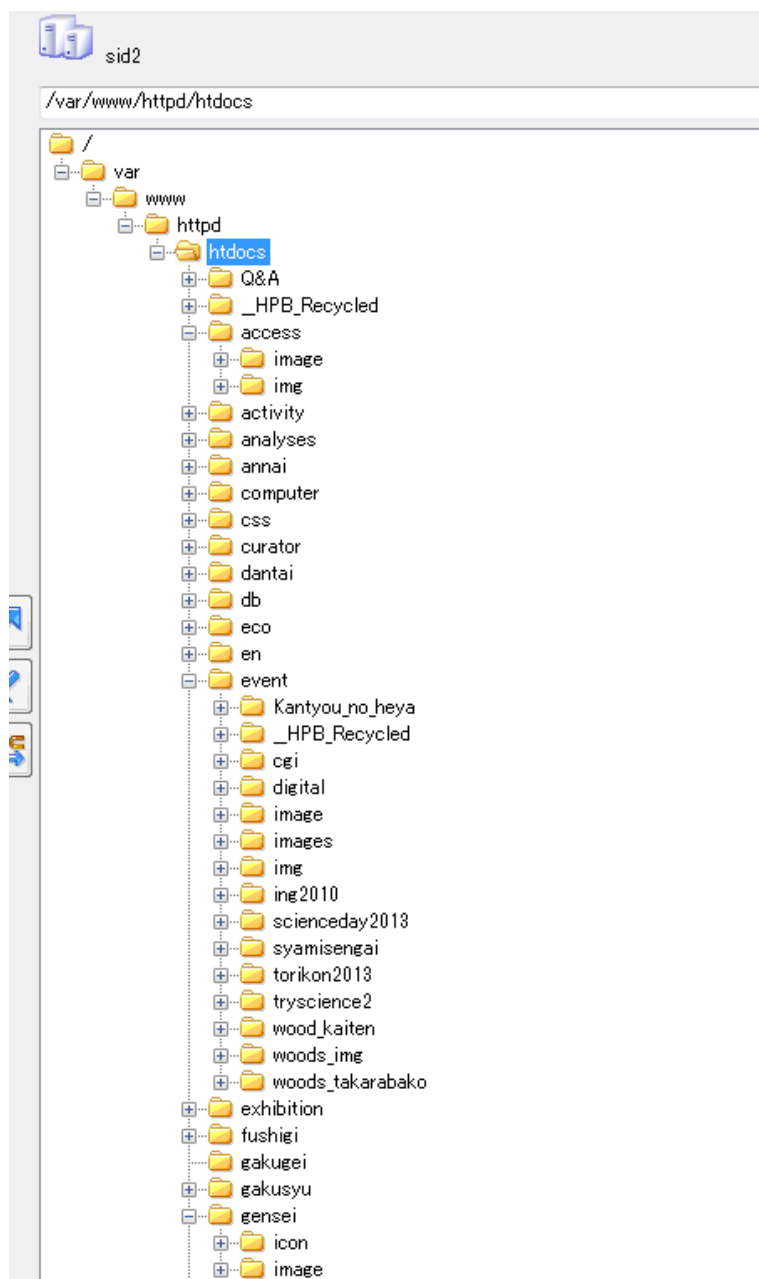 sid2
/var/www/httpd/htdocs
/
var
www
httpd
htdocs
Q&A
_HPB_Recycled
access
image
img
activity
analyses
annai
computer
css
curator
dantai
db
eco
en
event
Kantyou_no_heya
_HPB_Recycled
cgi
digital
image
images
img
ing2010
scienceday2013
syamisengai
torikon2013
tryscience2
wood_kaiten
woods_img
woods_takarabako
exhibition
fushigi
gakugei
gakusyu
gensei
icon
image